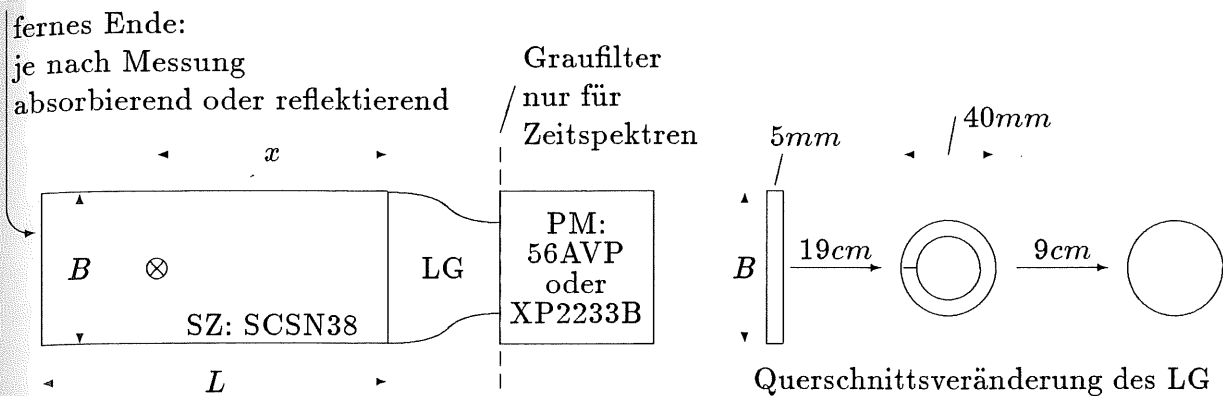 fernes Ende:
je nach Messung
absorbierend oder reflektierend
Graufilter
nur für
Zeitspektren
x
B
SZ: SCSN38
L
LG
PM:
56AVP
oder
XP2233B
5mm
40mm
B
19cm
9cm
Querschnittsveränderung des LG